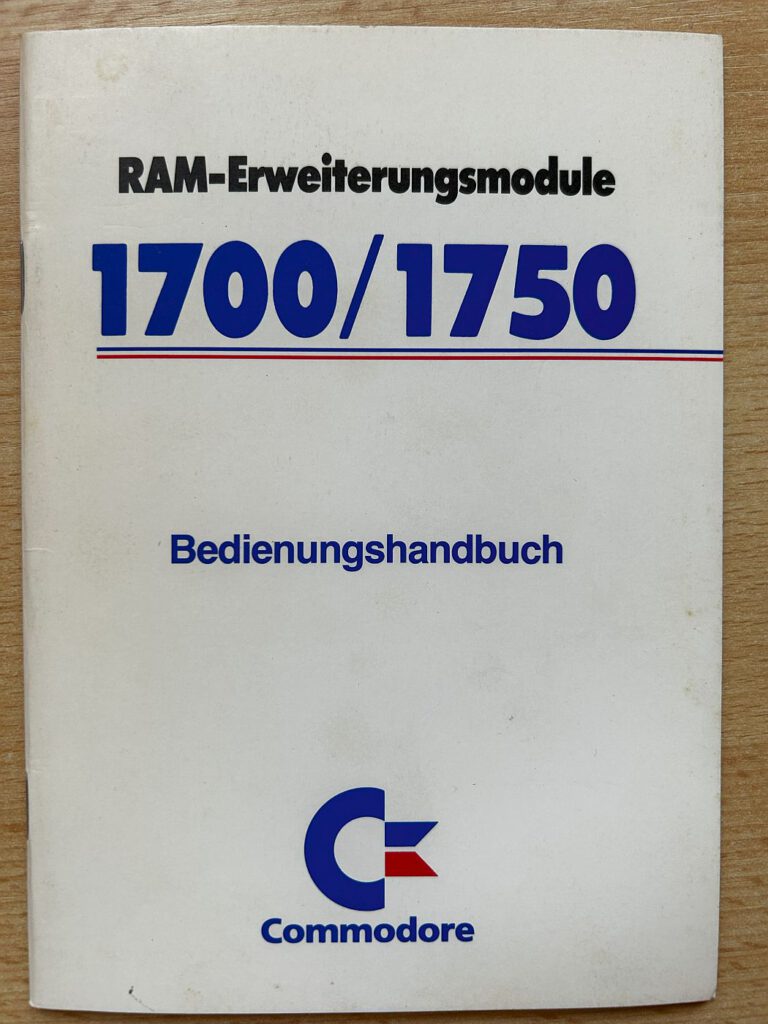 RAM-Erweiterungsmodule
1700/1750
Bedienungshandbuch
Commodore